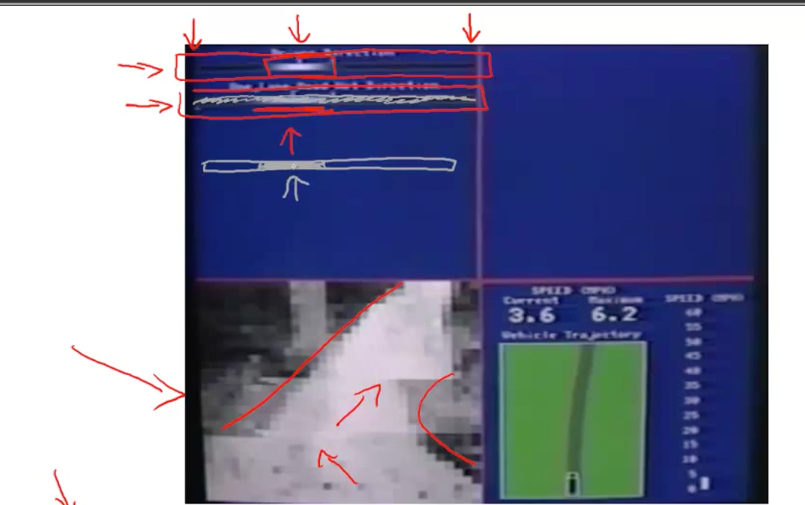 Direction
Direction
SPEED (MPH)
Current Maximum
3.6 6.2
Vehicle Trajectory
SPEED (MPH)
60
55
50
45
40
35
30
25
20
15
10
5
0